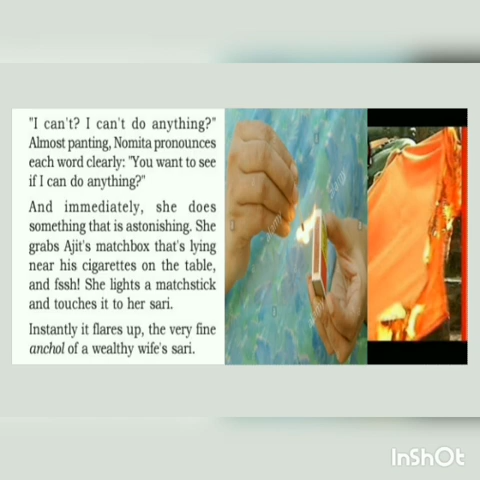 "I can't? I can't do anything?"
Almost panting, Nomita pronounces
each word clearly: "You want to see
if I can do anything?"
And immediately, she does
something that is astonishing. She
grabs Ajit's matchbox that's lying
near his cigarettes on the table,
and fssh! She lights a matchstick
and touches it to her sari.
Instantly it flares up, the very fine
anchol of a wealthy wife's sari.
InShOt